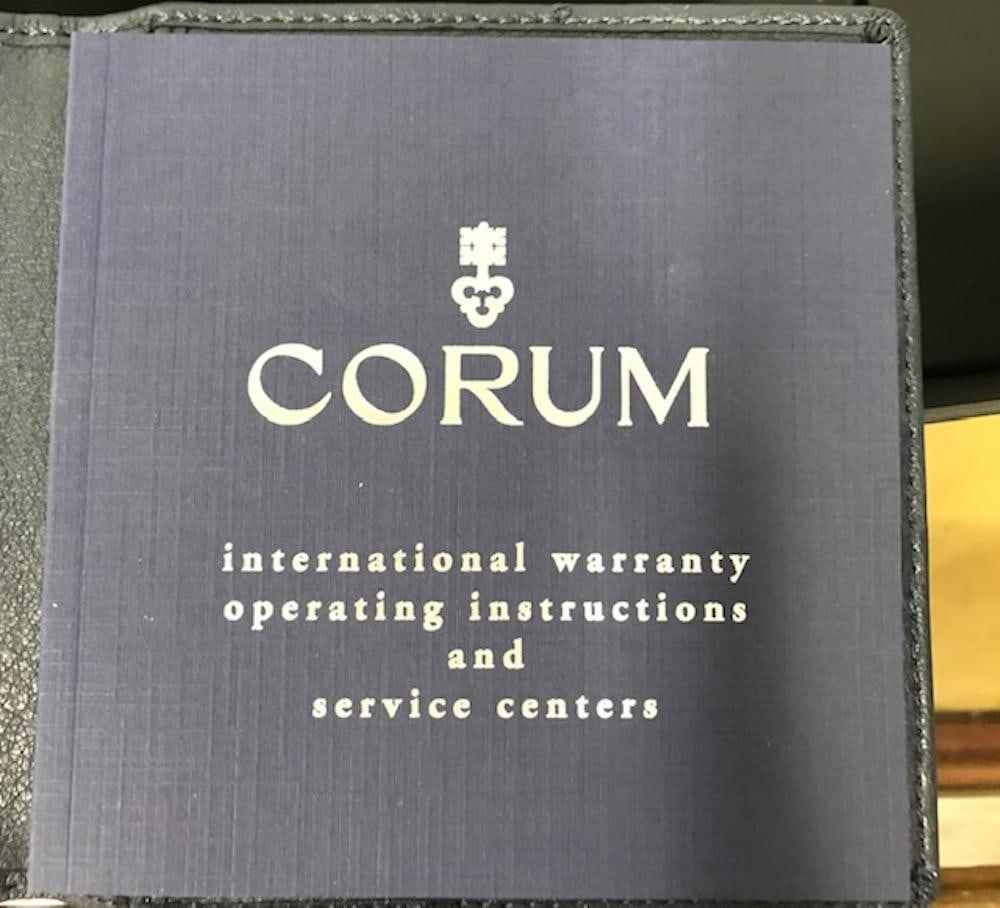 CORUM
international warranty
operating instructions
and
service centers